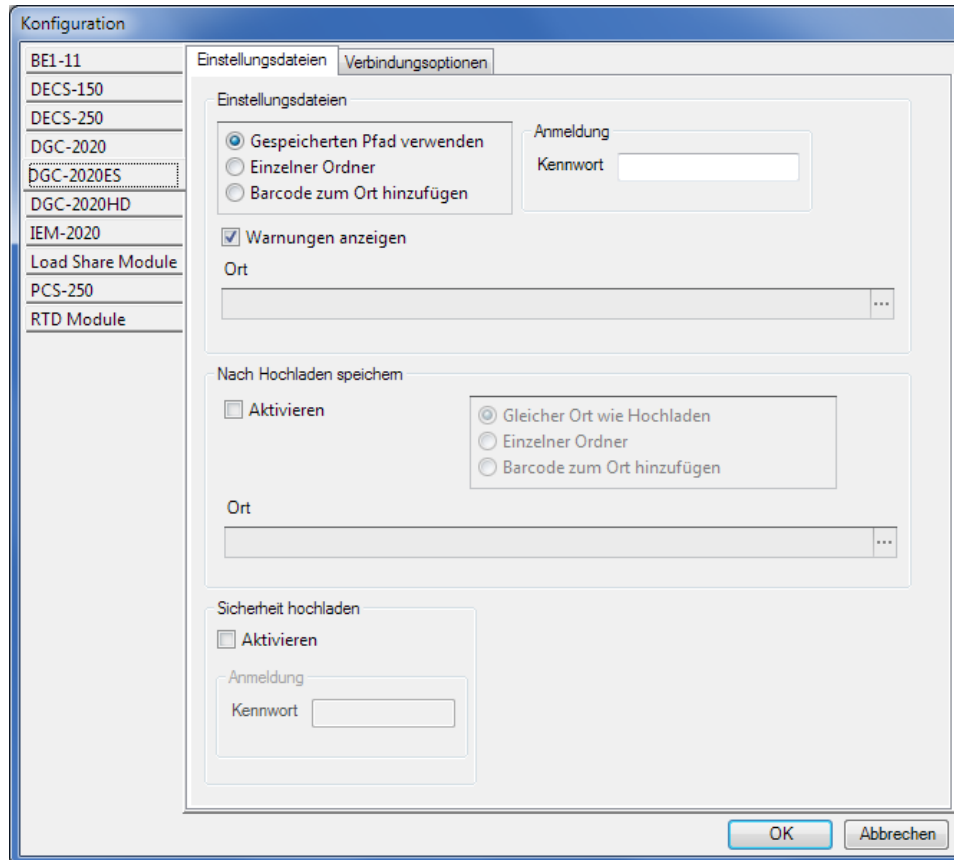 Konfiguration
BE1-11
DECS-150
DECS-250
DGC-2020
DGC-2020ES
DGC-2020HD
IEM-2020
Load Share Module
PCS-250
RTD Module
Einstellungsdateien Verbindungsoptionen
Einstellungsdateien
Gespeicherten Pfad verwenden
Einzelner Ordner
Barcode zum Ort hinzufügen
Anmeldung
Kennwort
Warnungen anzeigen
Ort
...
Nach Hochladen speichern
Aktivieren
Gleicher Ort wie Hochladen
Einzelner Ordner
Barcode zum Ort hinzufügen
Ort
...
Sicherheit hochladen
Aktivieren
Anmeldung
Kennwort
OK Abbrechen